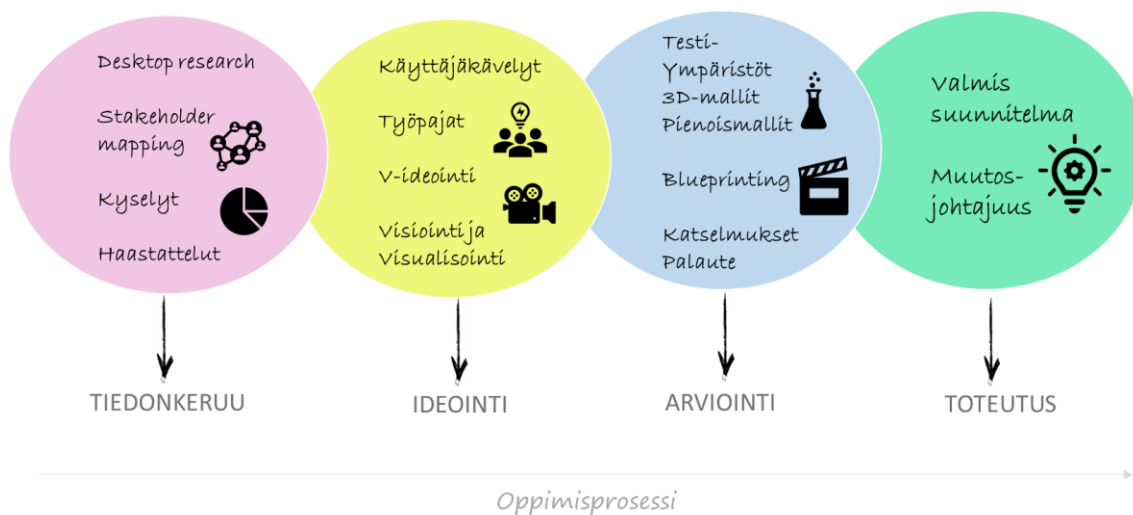 Desktop research
Stakeholder
mapping
Kyselyt
Haastattelut
Käyttäjäkävelyt
Työpajat
V-ideointi
Visiointi ja
Visualisointi
Testi-
Ympäristöt
3D-mallit
Pienoismallit
Blueprinting
Katselmukset
Palaute
Valmis
suunnitelma
Muutos-
johtajuus
TIEDONKERUU
IDEOINTI
ARVIOINTI
TOTEUTUS
Oppimisprosessi